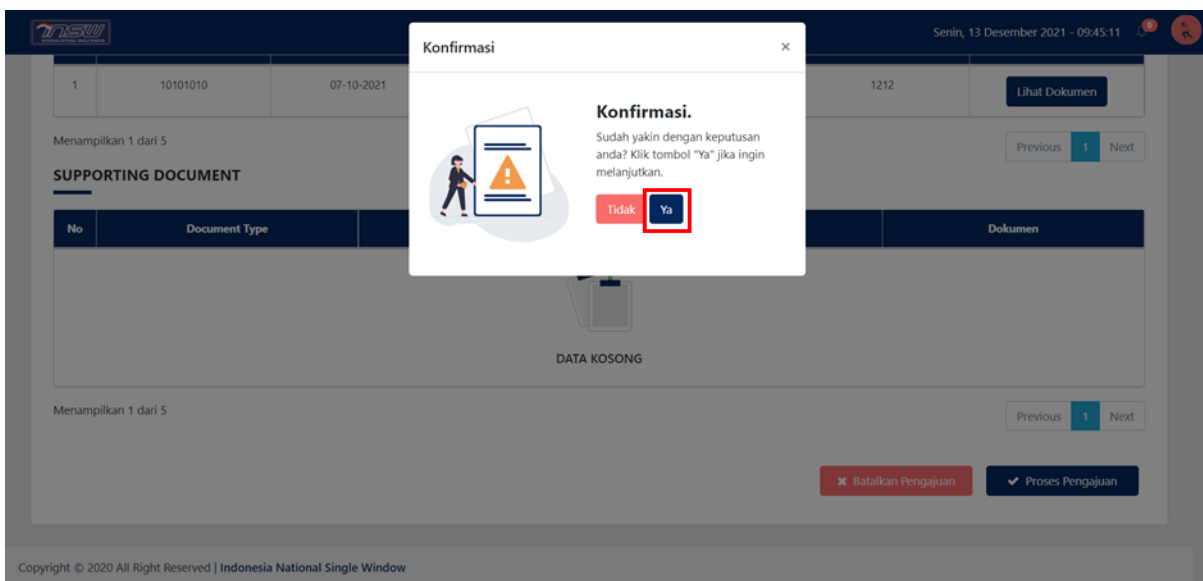 INSW
Senin, 13 Desember 2021 - 09:45:11
0
Konfirmasi
×
1 10101010 07-10-2021 1212 Lihat Dokumen
Konfirmasi.
Sudah yakin dengan keputusan
anda? Klik tombol "Ya" jika ingin
melanjutkan.
Tidak Ya
Menampilkan 1 dari 5
Previous 1 Next
SUPPORTING DOCUMENT
No Document Type Dokumen
DATA KOSONG
Menampilkan 1 dari 5
Previous 1 Next
Batalkan Pengajuan Proses Pengajuan
Copyright © 2020 All Right Reserved | Indonesia National Single Window